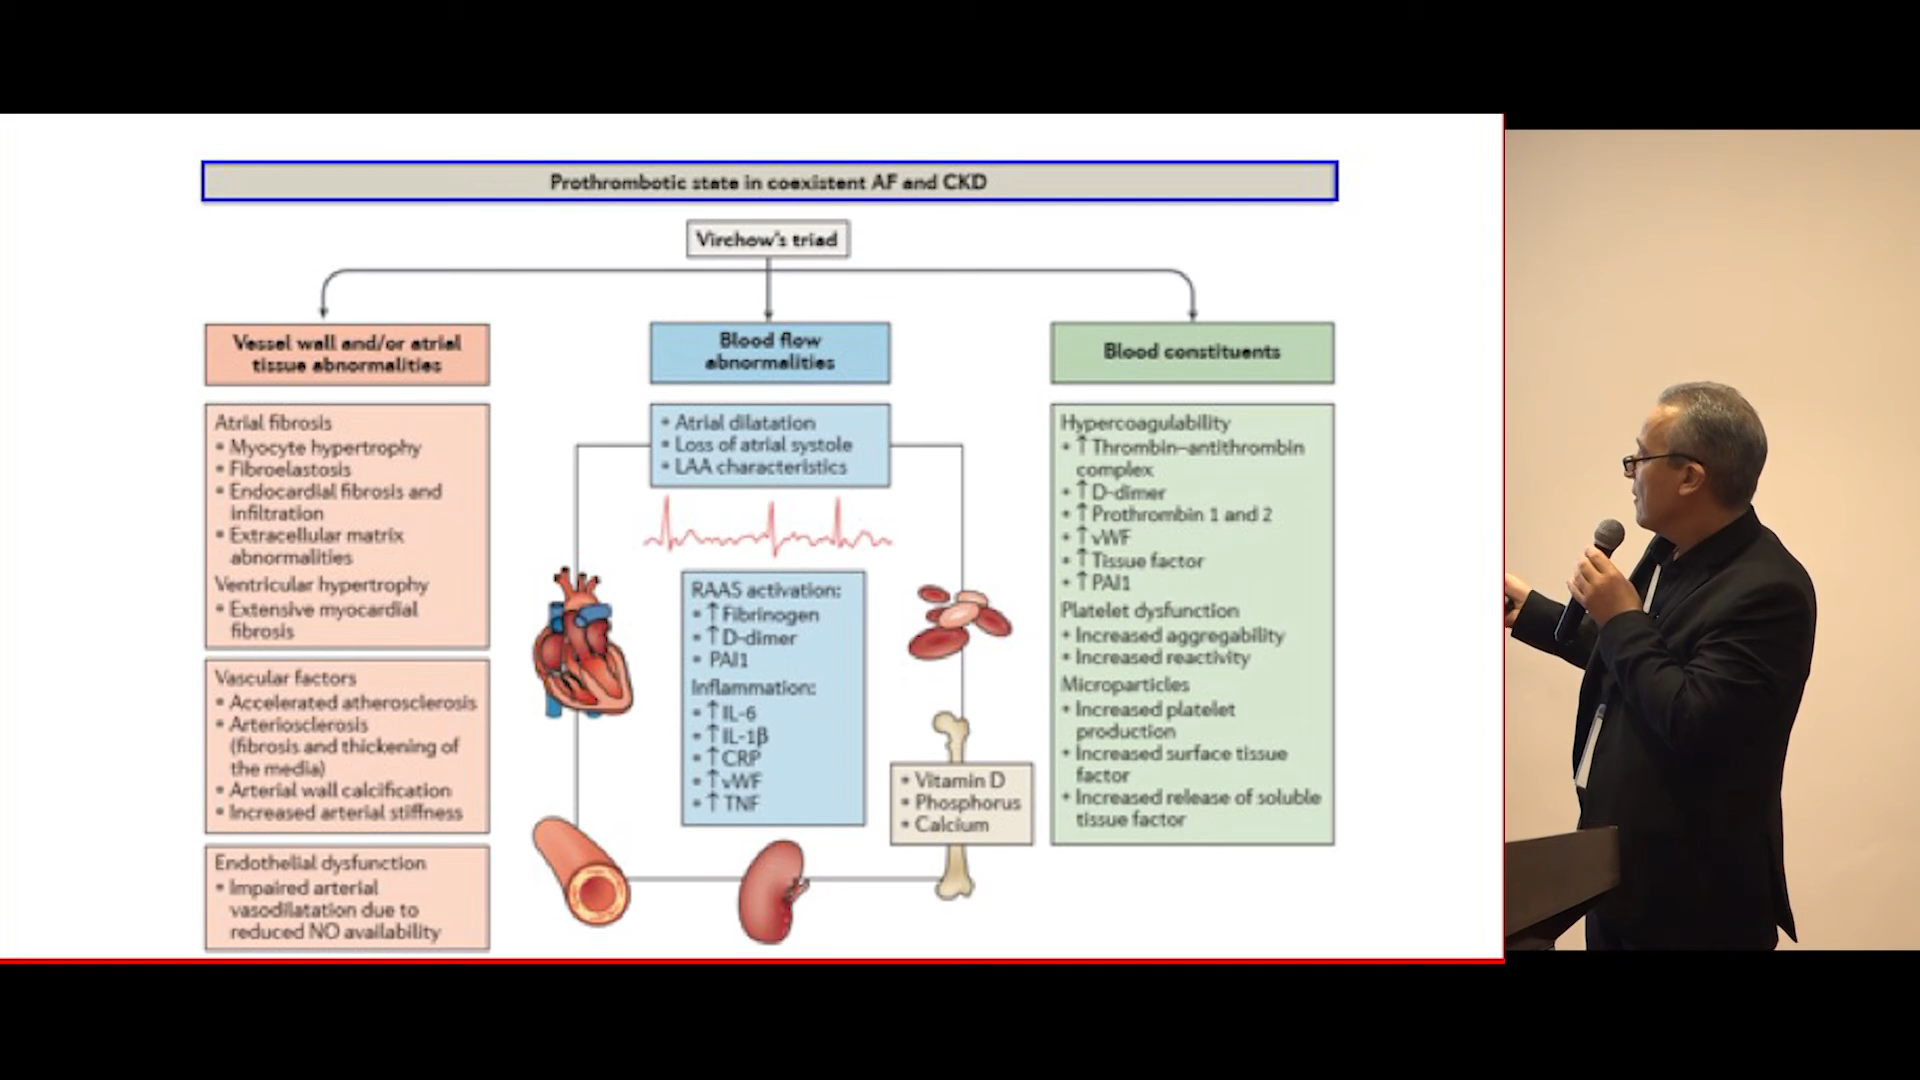 Prothrombotic state in coexistent AF and CKD
Virchow's triad
Vessel wall and/or atrial
tissue abnormalities
Atrial fibrosis
• Myocyte hypertrophy
• Fibroelastosis
• Endocardial fibrosis and
infiltration
• Extracellular matrix
abnormalities
Ventricular hypertrophy
• Extensive myocardial
fibrosis
Vascular factors
• Accelerated atherosclerosis
• Arteriosclerosis
(fibrosis and thickening of
the media)
• Arterial wall calcification
• Increased arterial stiffness
Endothelial dysfunction
• Impaired arterial
vasodilatation due to
reduced NO availability
Blood flow
abnormalities
• Atrial dilatation
• Loss of atrial systole
• LAA characteristics
RAAS activation:
• ↑ Fibrinogen
• ↑ D-dimer
• PAI1
Inflammation:
• ↑ IL-6
• ↑ IL-1β
• ↑ CRP
• ↑ vWF
• ↑ TNF
• Vitamin D
• Phosphorus
• Calcium
Blood constituents
Hypercoagulability
• ↑ Thrombin–antithrombin
complex
• ↑ D-dimer
• ↑ Prothrombin 1 and 2
• ↑ vWF
• ↑ Tissue factor
• ↑ PAI1
Platelet dysfunction
• Increased aggregability
• Increased reactivity
Microparticles
• Increased platelet
production
• Increased surface tissue
factor
• Increased release of soluble
tissue factor